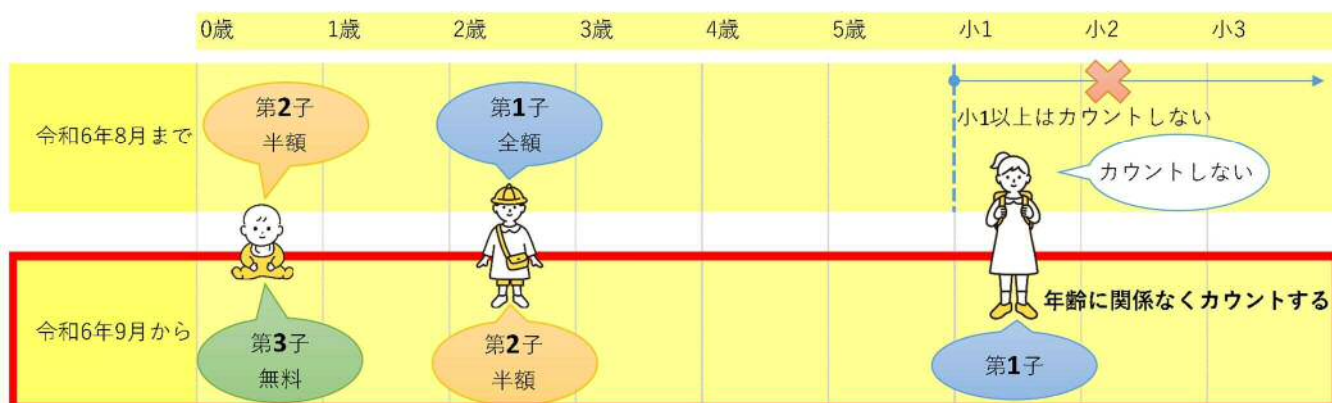 0歳 1歳 2歳 3歳 4歳 5歳 小1 小2 小3
令和6年8月まで
第2子
半額
第1子
全額
小1以上はカウントしない
カウントしない
令和6年9月から
第3子
無料
第2子
半額
年齢に関係なくカウントする
第1子